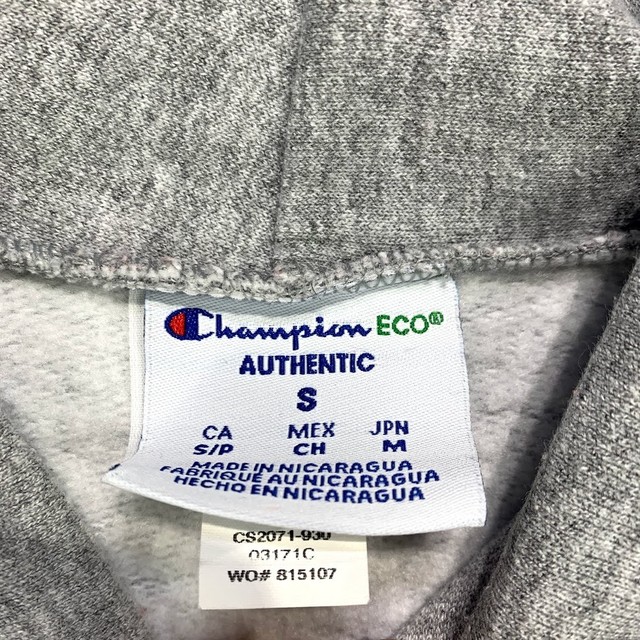 Champion ECO®
AUTHENTIC
S
CA MEX JPN
S/P CH M
MADE IN NICARAGUA
FABRIQUÉ AU NICARAGUA
HECHO EN NICARAGUA
CS2071-930
03171C
WO# 815107